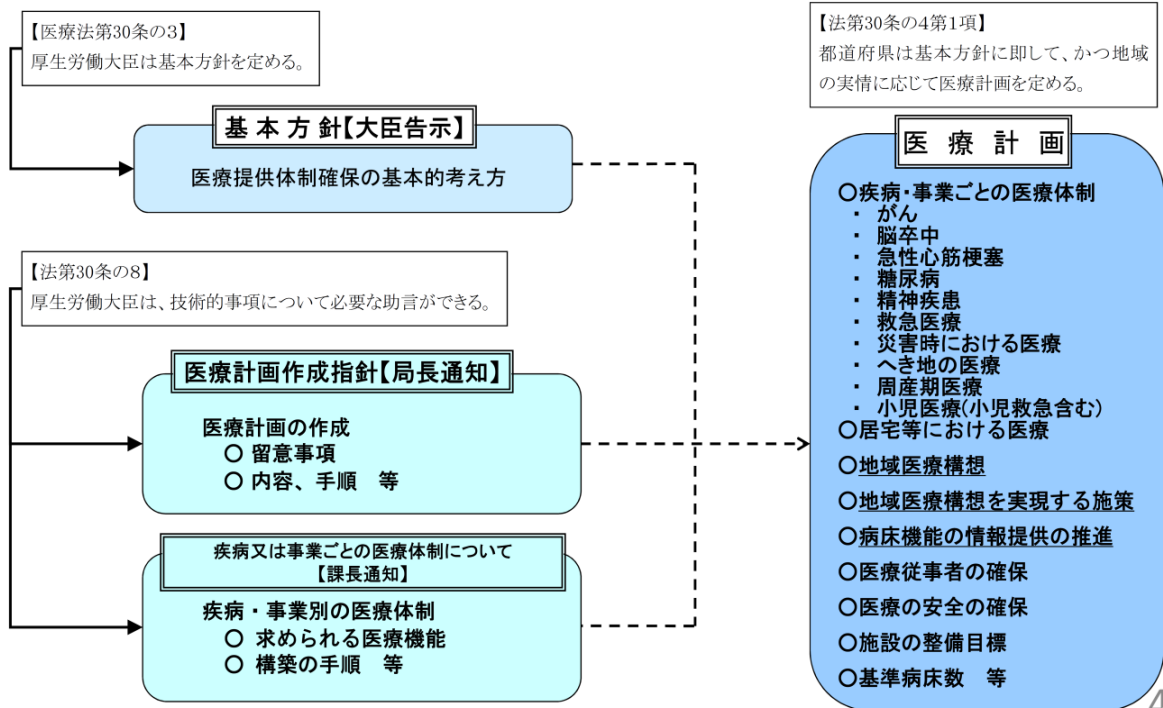 【医療法第30条の3】
厚生労働大臣は基本方針を定める。
基 本 方 針【大臣告示】
医療提供体制確保の基本的考え方
【法第30条の8】
厚生労働大臣は、技術的事項について必要な助言ができる。
医療計画作成指針【局長通知】
医療計画の作成
○ 留意事項
○ 内容、手順　等
疾病又は事業ごとの医療体制について
【課長通知】
疾病・事業別の医療体制
○ 求められる医療機能
○ 構築の手順　等
【法第30条の4第1項】
都道府県は基本方針に即して、かつ地域
の実情に応じて医療計画を定める。
医 療 計 画
○疾病・事業ごとの医療体制
・ がん
・ 脳卒中
・ 急性心筋梗塞
・ 糖尿病
・ 精神疾患
・ 救急医療
・ 災害時における医療
・ へき地の医療
・ 周産期医療
・ 小児医療(小児救急含む)
○居宅等における医療
○地域医療構想
○地域医療構想を実現する施策
○病床機能の情報提供の推進
○医療従事者の確保
○医療の安全の確保
○施設の整備目標
○基準病床数　等
4